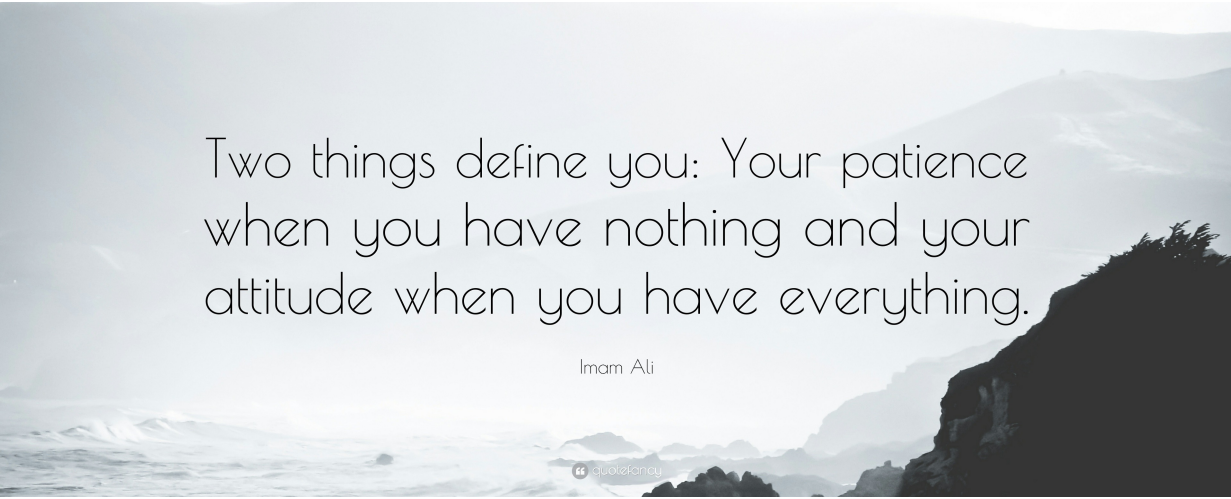 Two things define you: Your patience
when you have nothing and your
attitude when you have everything.
Imam Ali
quotefancy